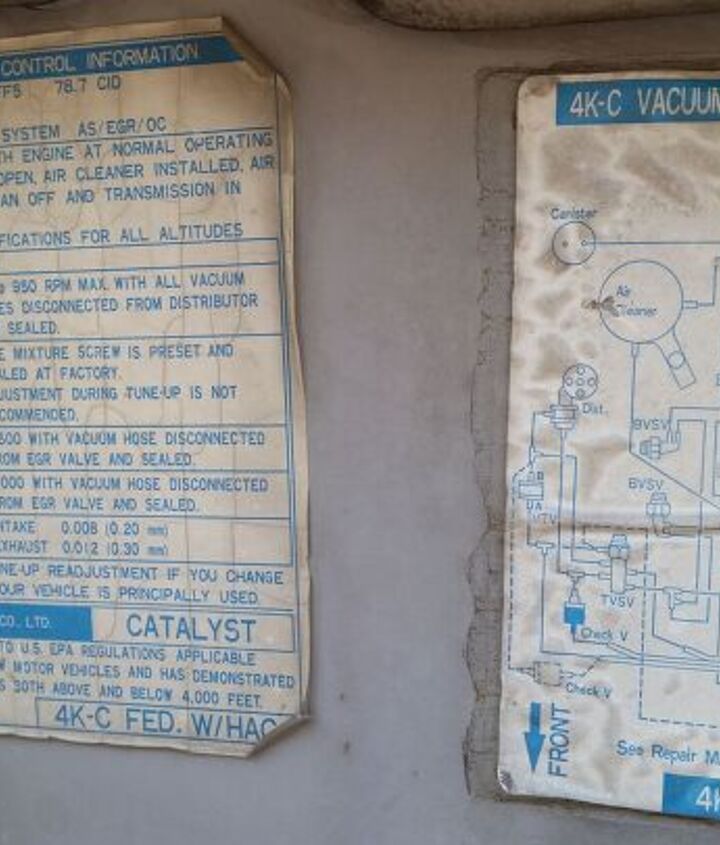 CONTROL INFORMATION
78.7 CID
SYSTEM AS/EGR/OC
TH ENGINE AT NORMAL OPERATING
OPEN, AIR CLEANER INSTALLED, AIR
AN OFF AND TRANSMISSION IN
IFICATIONS FOR ALL ALTITUDES
950 RPM MAX. WITH ALL VACUUM
ES DISCONNECTED FROM DISTRIBUTOR
SEALED.
E MIXTURE SCREW IS PRESET AND
ALED AT FACTORY.
JUSTMENT DURING TUNE-UP IS NOT
COMMENDED.
500 WITH VACUUM HOSE DISCONNECTED
ROM EGR VALVE AND SEALED.
000 WITH VACUUM HOSE DISCONNECTED
ROM EGR VALVE AND SEALED.
NTAKE 0.008 (0.20 mm)
XHAUST 0.012 (0.30 mm)
NE-UP READJUSTMENT IF YOU CHANGE
OUR VEHICLE IS PRINCIPALLY USED.
CO., LTD. CATALYST
TO U.S. EPA REGULATIONS APPLICABLE
W MOTOR VEHICLES AND HAS DEMONSTRATED
S BOTH ABOVE AND BELOW 4,000 FEET.
4K-C FED. W/HAC
4K-C VACUUM
Canister
Air
Cleaner
Dist.
BVSV
BVSV
B
A
VTV
TVSV
Check V
Check V
FRONT
See Repair M
4K